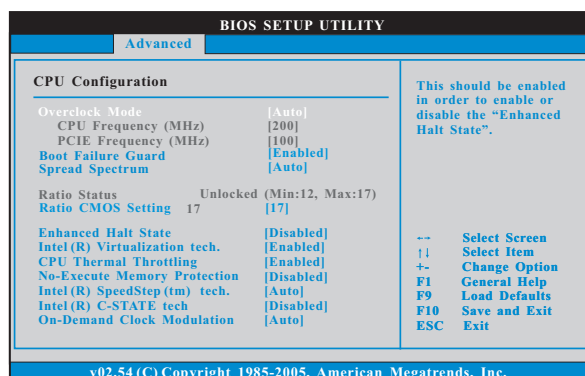 BIOS SETUP UTILITY
Advanced
CPU Configuration
Overclock Mode [Auto]
CPU Frequency (MHz) [200]
PCIE Frequency (MHz) [100]
Boot Failure Guard [Enabled]
Spread Spectrum [Auto]
Ratio Status Unlocked (Min:12, Max:17)
Ratio CMOS Setting 17 [17]
Enhanced Halt State [Disabled]
Intel (R) Virtualization tech. [Enabled]
CPU Thermal Throttling [Enabled]
No-Execute Memory Protection [Disabled]
Intel (R) SpeedStep(tm) tech. [Auto]
Intel (R) C-STATE tech [Disabled]
On-Demand Clock Modulation [Auto]
This should be enabled
in order to enable or
disable the “Enhanced
Halt State”.
←→ Select Screen
↑↓ Select Item
+- Change Option
F1 General Help
F9 Load Defaults
F10 Save and Exit
ESC Exit
v02.54 (C) Copyright 1985-2005, American Megatrends, Inc.